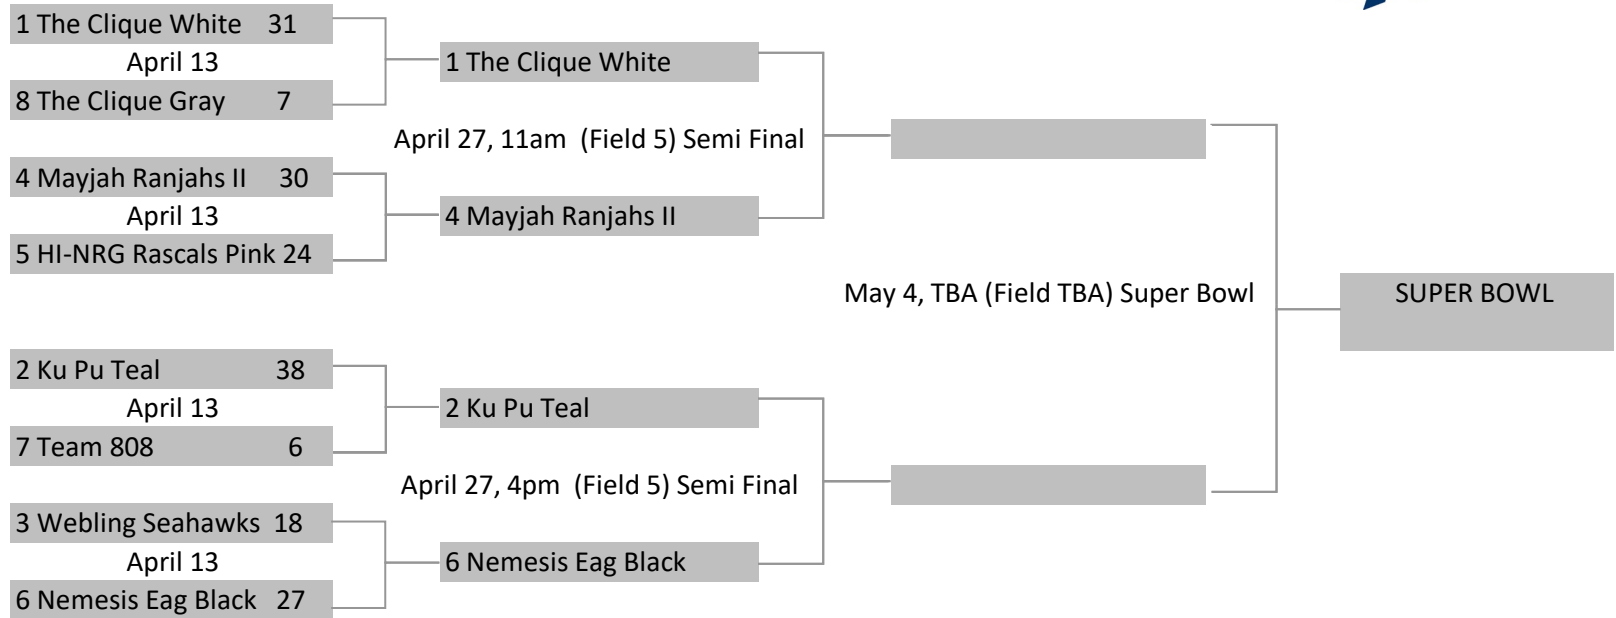 1 The Clique White 31
April 13
8 The Clique Gray 7
1 The Clique White
April 27, 11am (Field 5) Semi Final
4 Mayjah Ranjahs II 30
April 13
5 HI-NRG Rascals Pink 24
4 Mayjah Ranjahs II
May 4, TBA (Field TBA) Super Bowl
SUPER BOWL
2 Ku Pu Teal 38
April 13
7 Team 808 6
2 Ku Pu Teal
April 27, 4pm (Field 5) Semi Final
3 Webling Seahawks 18
April 13
6 Nemesis Eag Black 27
6 Nemesis Eag Black